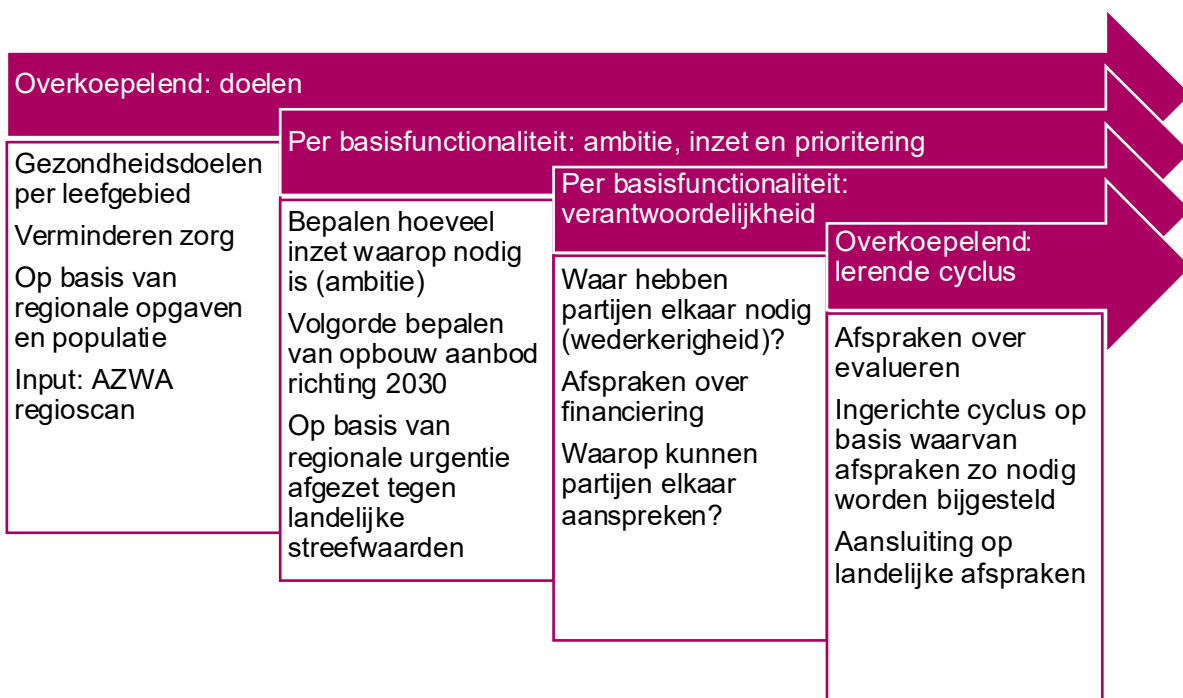 Overkoepelend: doelen
Gezondheidsdoelen
per leefgebied
Verminderen zorg
Op basis van
regionale opgaven
en populatie
Input: AZWA
regioscan
Per basisfunctionaliteit: ambitie, inzet en prioritering
Bepalen hoeveel
inzet waarop nodig
is (ambitie)
Volgorde bepalen
van opbouw aanbod
richting 2030
Op basis van
regionale urgentie
afgezet tegen
landelijke
streefwaarden
Per basisfunctionaliteit:
verantwoordelijkheid
Waar hebben
partijen elkaar nodig
(wederkerigheid)?
Afspraken over
financiering
Waarop kunnen
partijen elkaar
aanspreken?
Overkoepelend:
lerende cyclus
Afspraken over
evalueren
Ingerichte cyclus op
basis waarvan
afspraken zo nodig
worden bijgesteld
Aansluiting op
landelijke afspraken